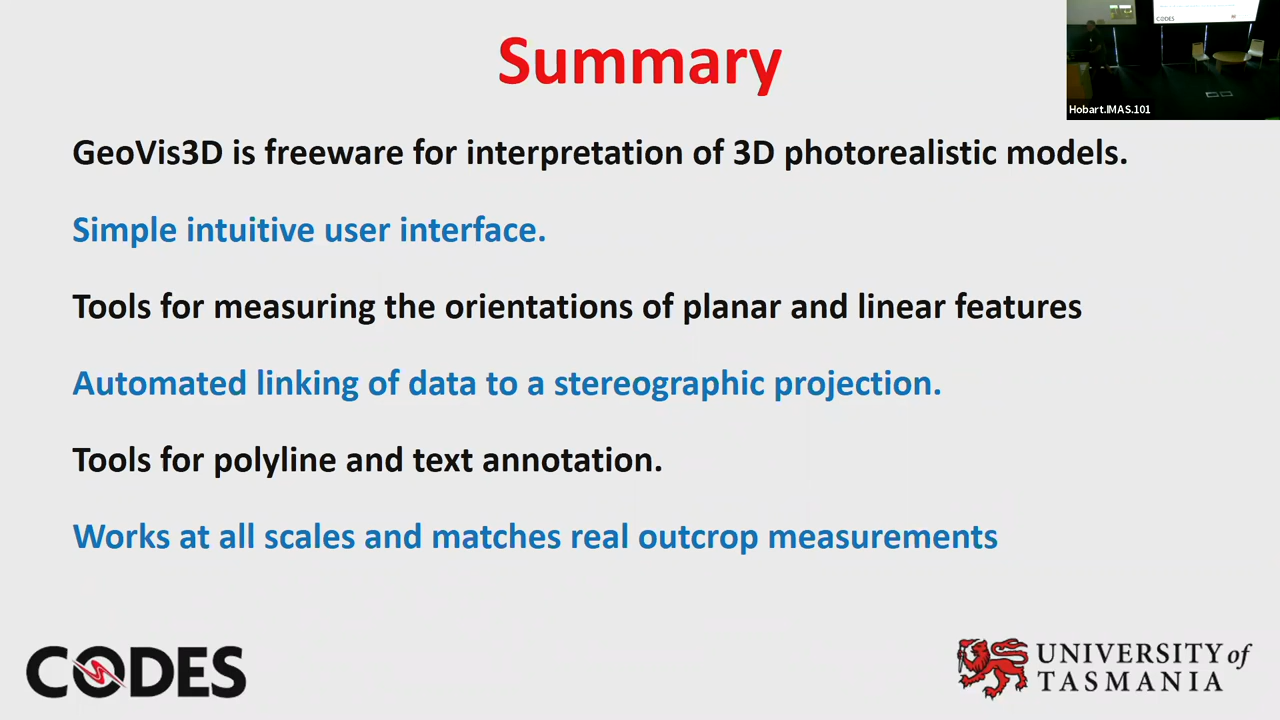 Summary
CODES
Hobart.IMAS.101
GeoVis3D is freeware for interpretation of 3D photorealistic models.
Simple intuitive user interface.
Tools for measuring the orientations of planar and linear features
Automated linking of data to a stereographic projection.
Tools for polyline and text annotation.
Works at all scales and matches real outcrop measurements
CODES
UNIVERSITY of
TASMANIA